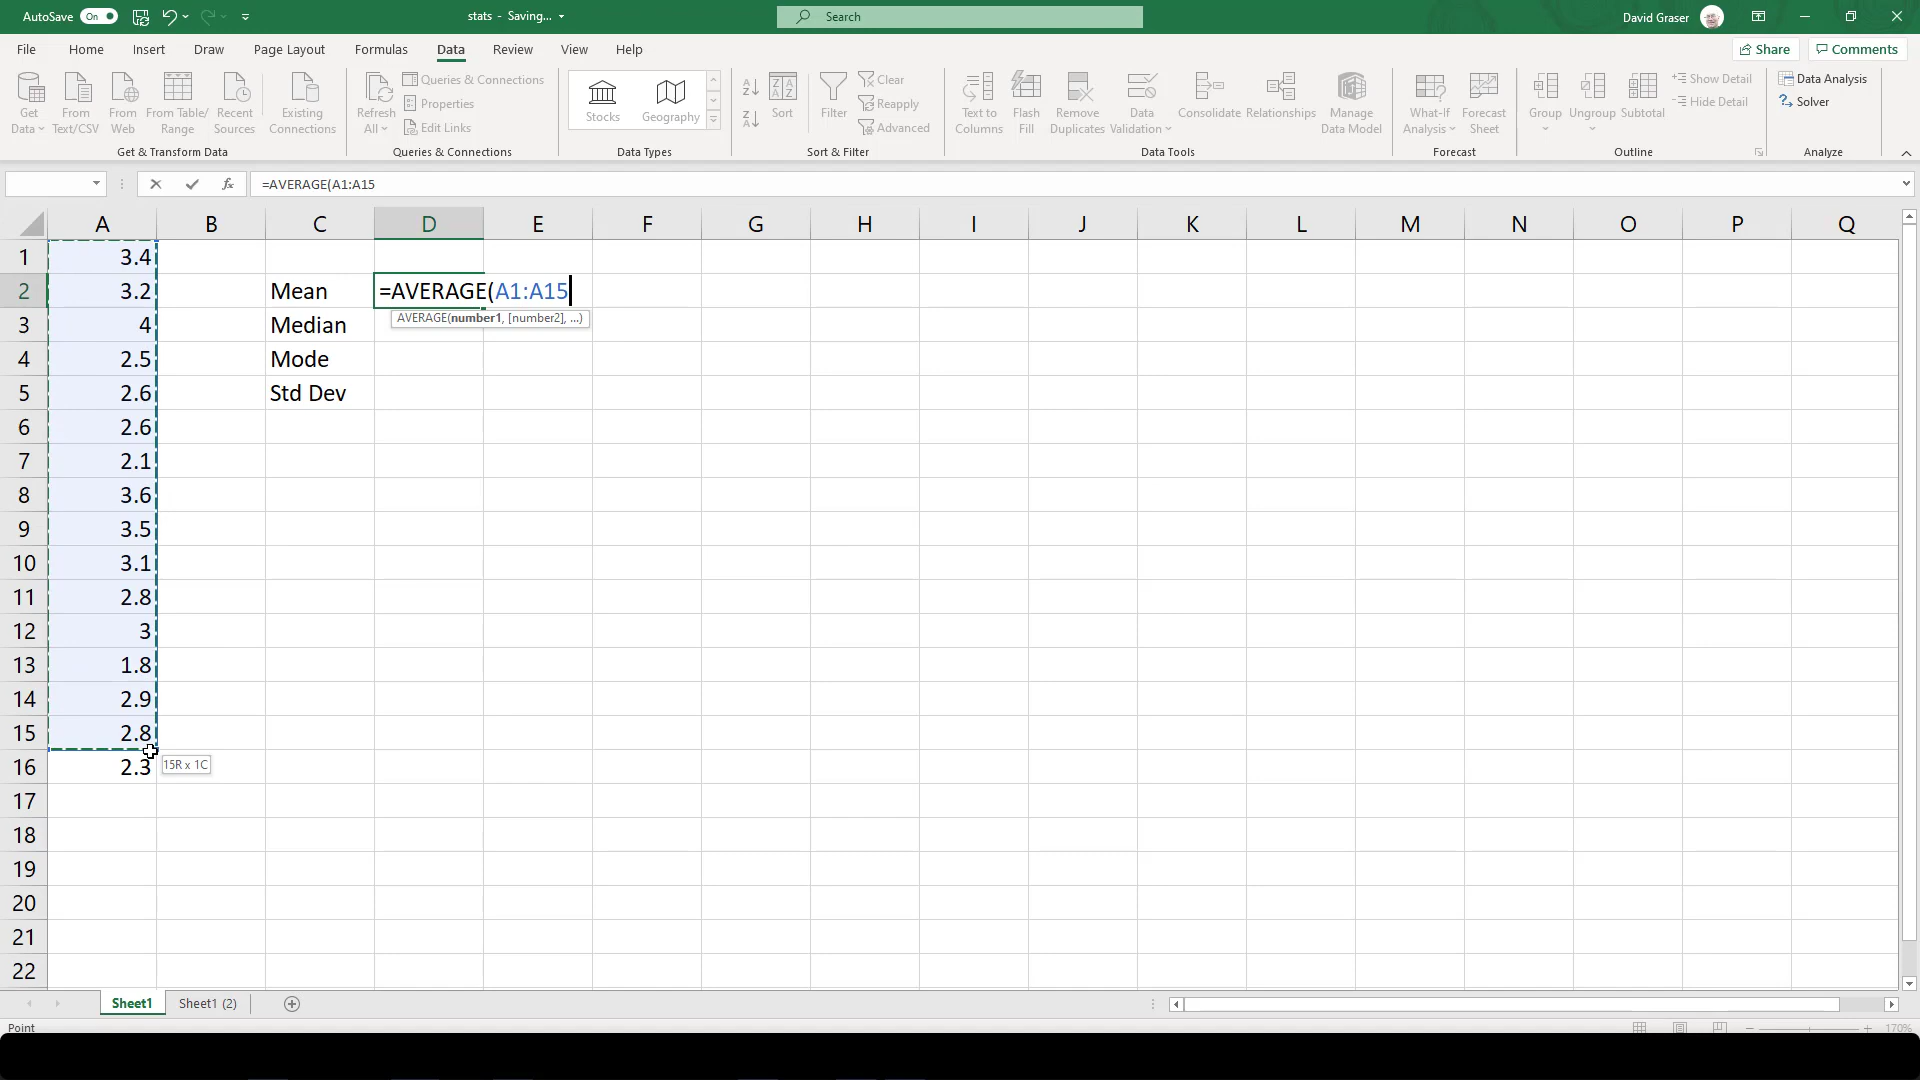 AutoSave On
stats - Saving...
Search
David Graser
File Home Insert Draw Page Layout Formulas Data Review View Help
Share Comments
Get Data
From Text/CSV
From Web
From Table/ Range
Recent Sources
Existing Connections
Get & Transform Data
Refresh All
Queries & Connections
Properties
Edit Links
Queries & Connections
Stocks
Geography
Data Types
Sort
Filter
Clear
Reapply
Advanced
Sort & Filter
Text to Columns
Flash Fill
Remove Duplicates
Data Validation
Consolidate
Relationships
Manage Data Model
Data Tools
What-If Analysis
Forecast Sheet
Forecast
Group
Ungroup
Subtotal
Show Detail
Hide Detail
Outline
Data Analysis
Solver
Analyze
fx =AVERAGE(A1:A15
A B C D E F G H I J K L M N O P Q
1 3.4
2 3.2 Mean =AVERAGE(A1:A15
AVERAGE(number1, [number2], ...)
3 4 Median
4 2.5 Mode
5 2.6 Std Dev
6 2.6
7 2.1
8 3.6
9 3.5
10 3.1
11 2.8
12 3
13 1.8
14 2.9
15 2.8
16 2.3 15R x 1C
17
18
19
20
21
22
Sheet1 Sheet1 (2)
Point 170%